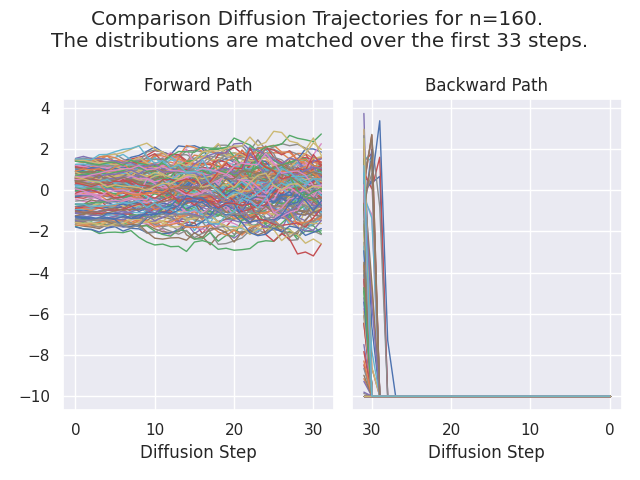 Comparison Diffusion Trajectories for n=160.
The distributions are matched over the first 33 steps.
Forward Path
Backward Path
4
2
0
−2
−4
−6
−8
−10
0 10 20 30
30 20 10 0
Diffusion Step
Diffusion Step